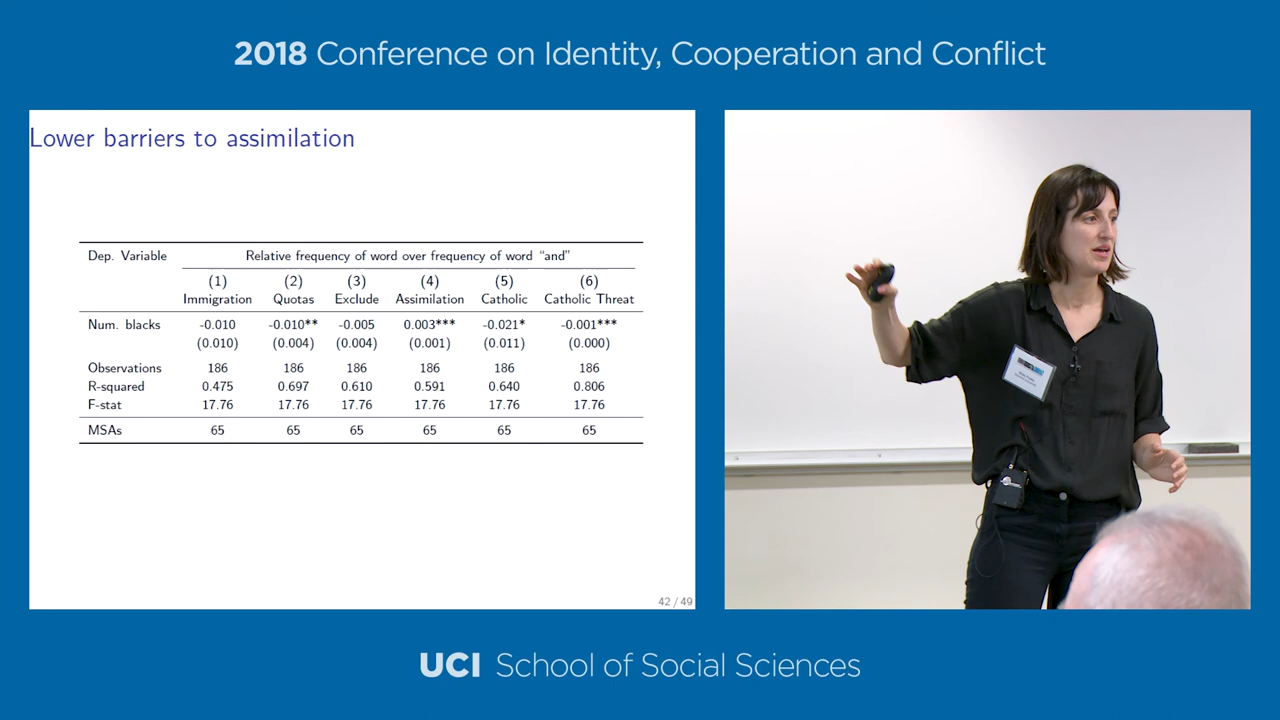 2018 Conference on Identity, Cooperation and Conflict
Lower barriers to assimilation
Dep. Variable Relative frequency of word over frequency of word "and"
(1) (2) (3) (4) (5) (6)
Immigration Quotas Exclude Assimilation Catholic Catholic Threat
Num. blacks -0.010 -0.010** -0.005 0.003*** -0.021* -0.001***
(0.010) (0.004) (0.004) (0.001) (0.011) (0.000)
Observations 186 186 186 186 186 186
R-squared 0.475 0.697 0.610 0.591 0.640 0.806
F-stat 17.76 17.76 17.76 17.76 17.76 17.76
MSAs 65 65 65 65 65 65
42 / 49
UCI School of Social Sciences